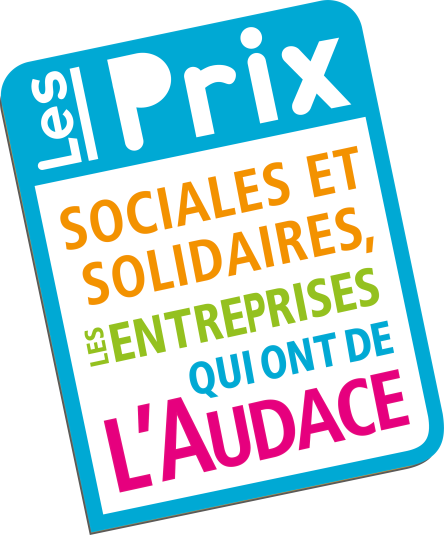 Les Prix
SOCIALES ET
SOLIDAIRES,
LES ENTREPRISES
QUI ONT DE
L'AUDACE